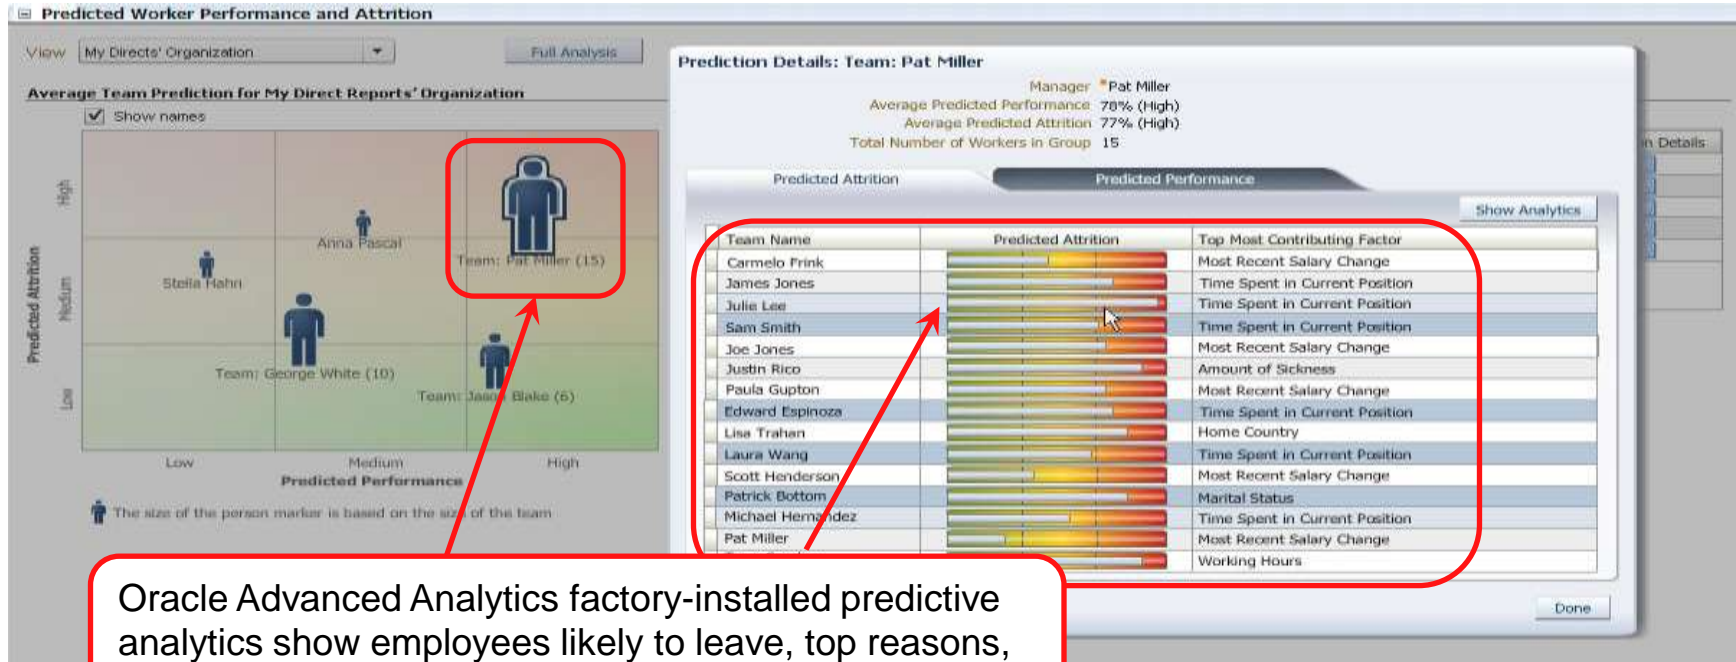 Predicted Worker Performance and Attrition
View My Directs' Organization Full Analysis
Average Team Prediction for My Direct Reports' Organization
Show names
Predicted Attrition
High
Medium
Low
Anna Pascal
Team: Pat Miller (15)
Stella Hahn
Team: George White (10)
Team: Jason Blake (6)
Low Medium High
Predicted Performance
The size of the person marker is based on the size of the team
Prediction Details: Team: Pat Miller
Manager Pat Miller
Average Predicted Performance 78% (High)
Average Predicted Attrition 77% (High)
Total Number of Workers in Group 15
Predicted Attrition Predicted Performance
Show Analytics
Team Name Predicted Attrition Top Most Contributing Factor
Carmelo Frink Most Recent Salary Change
James Jones Time Spent in Current Position
Julie Lee Time Spent in Current Position
Sam Smith Time Spent in Current Position
Joe Jones Most Recent Salary Change
Justin Rico Amount of Sickness
Paula Gupton Most Recent Salary Change
Edward Espinoza Time Spent in Current Position
Lisa Trahan Home Country
Laura Wang Time Spent in Current Position
Scott Henderson Most Recent Salary Change
Patrick Bottom Marital Status
Michael Hernandez Time Spent in Current Position
Pat Miller Most Recent Salary Change
Working Hours
Done
Details
Oracle Advanced Analytics factory-installed predictive
analytics show employees likely to leave, top reasons,